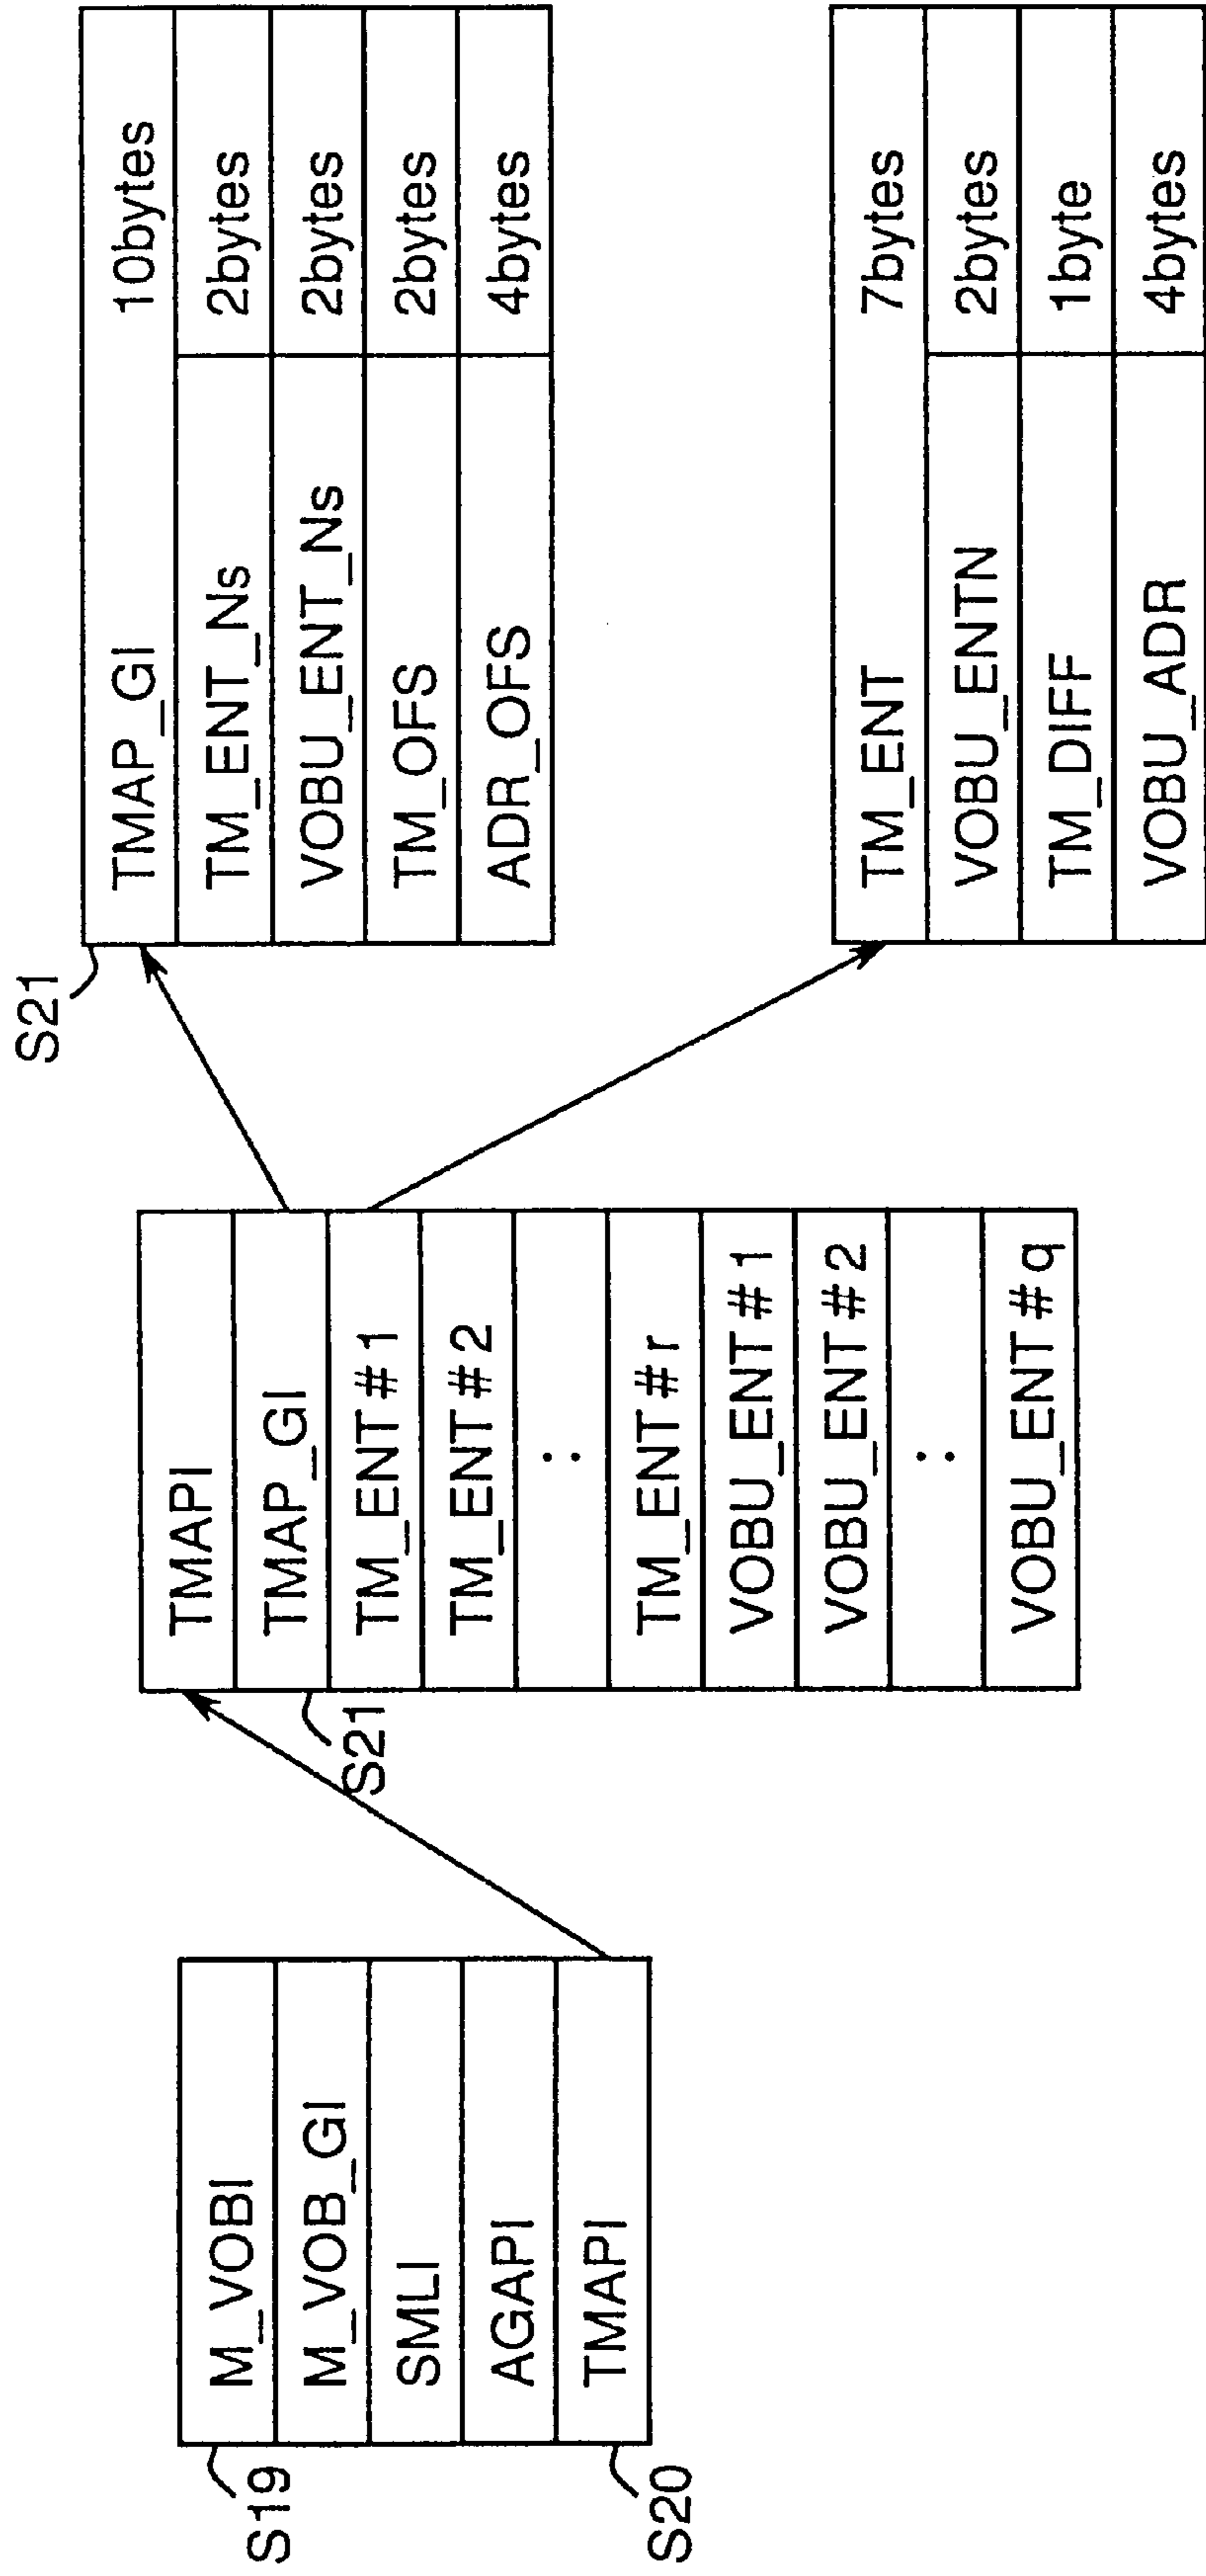 S19
M_VOBI
M_VOB_GI
SMLI
AGAPI
S20
TMAPI
TMAPI
S21
TMAP_GI
TM_ENT#1
TM_ENT#2
:
TM_ENT#r
VOBU_ENT#1
VOBU_ENT#2
:
VOBU_ENT#q
S21
TMAP_GI 10bytes
TM_ENT_Ns 2bytes
VOBU_ENT_Ns 2bytes
TM_OFS 2bytes
ADR_OFS 4bytes
TM_ENT 7bytes
VOBU_ENTN 2bytes
TM_DIFF 1byte
VOBU_ADR 4bytes